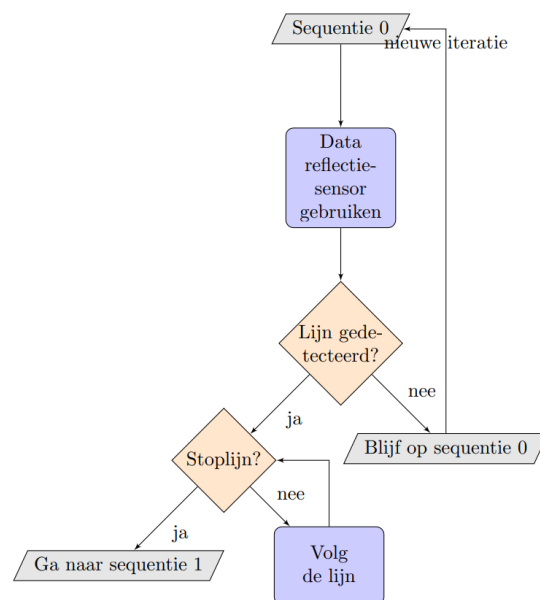 Sequentie 0
nieuwe iteratie
Data
reflectie-
sensor
gebruiken
Lijn gede-
tecteerd?
nee
ja
Blijf op sequentie 0
Stoplijn?
nee
ja
Volg
de lijn
Ga naar sequentie 1